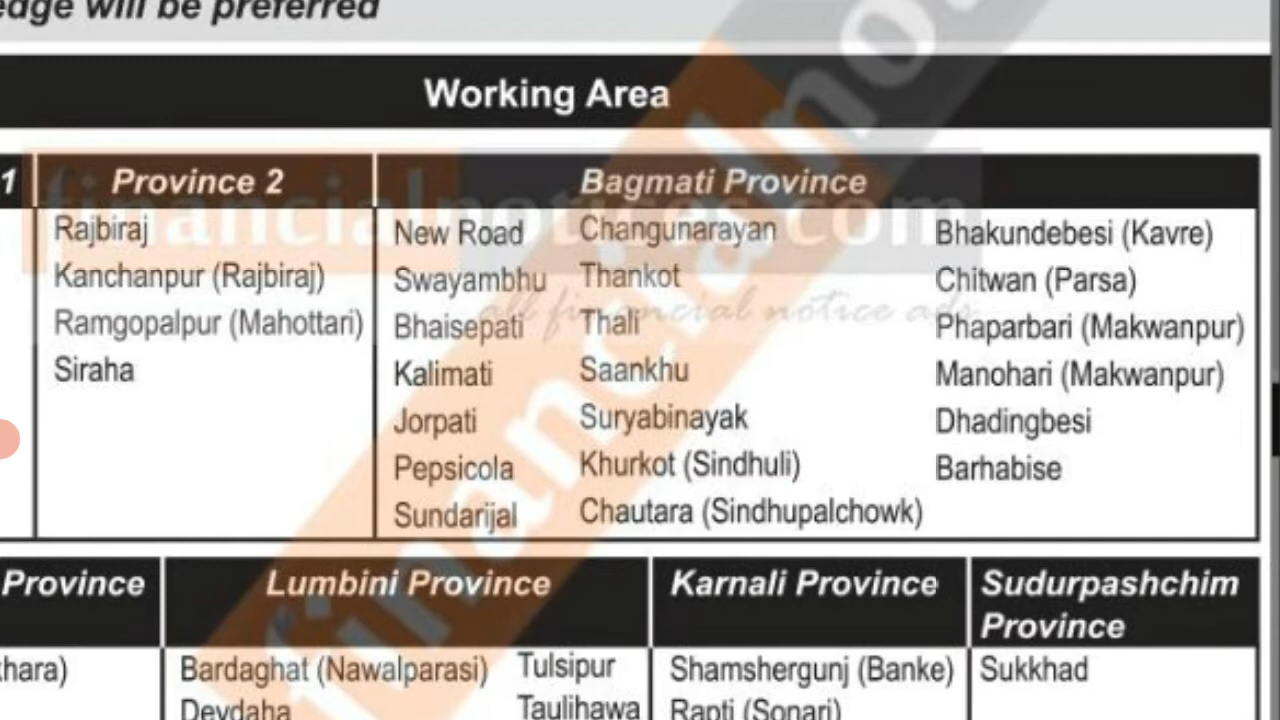 edge will be preferred
Working Area
1
Province 2
Bagmati Province
Rajbiraj
Kanchanpur (Rajbiraj)
Ramgopalpur (Mahottari)
Siraha
New Road
Swayambhu
Bhaisepati
Kalimati
Jorpati
Pepsicola
Sundarijal
Changunarayan
Thankot
Thali
Saankhu
Suryabinayak
Khurkot (Sindhuli)
Chautara (Sindhupalchowk)
Bhakundebesi (Kavre)
Chitwan (Parsa)
Phaparbari (Makwanpur)
Manohari (Makwanpur)
Dhadingbesi
Barhabise
financialnotices.com
all financial notice ads
financialno
Province
Lumbini Province
Karnali Province
Sudurpashchim
Province
khara)
Bardaghat (Nawalparasi)
Devdaha
Tulsipur
Taulihawa
Shamshergunj (Banke)
Rapti (Sonari)
Sukkhad